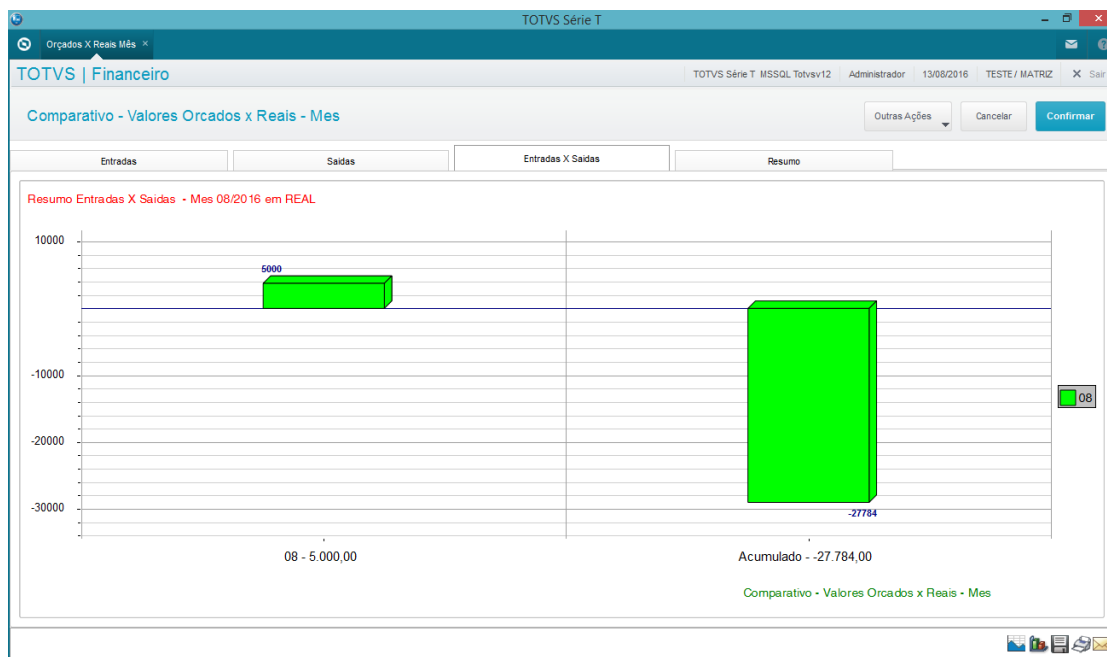 TOTVS Série T
Orçados X Reais Mês ×
TOTVS | Financeiro
TOTVS Série T MSSQL Totvsv12 Administrador 13/08/2016 TESTE / MATRIZ X Sair
Comparativo - Valores Orcados x Reais - Mes
Outras Ações Cancelar Confirmar
Entradas Saidas Entradas X Saidas Resumo
Resumo Entradas X Saidas - Mes 08/2016 em REAL
10000
5000
-10000
08
-20000
-30000
-27784
08 - 5.000,00 Acumulado - -27.784,00
Comparativo - Valores Orcados x Reais - Mes